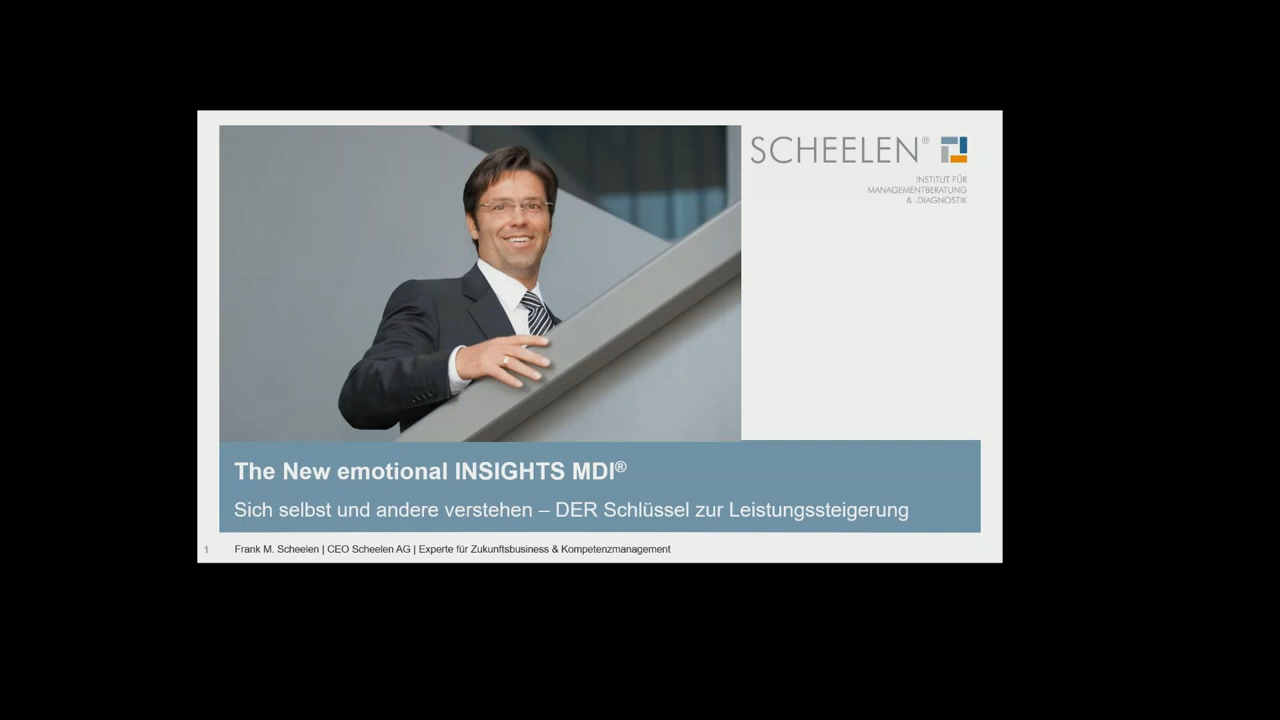 SCHEELEN®
INSTITUT FÜR
MANAGEMENTBERATUNG
& -DIAGNOSTIK
The New emotional INSIGHTS MDI®
Sich selbst und andere verstehen – DER Schlüssel zur Leistungssteigerung
1 Frank M. Scheelen | CEO Scheelen AG | Experte für Zukunftsbusiness & Kompetenzmanagement